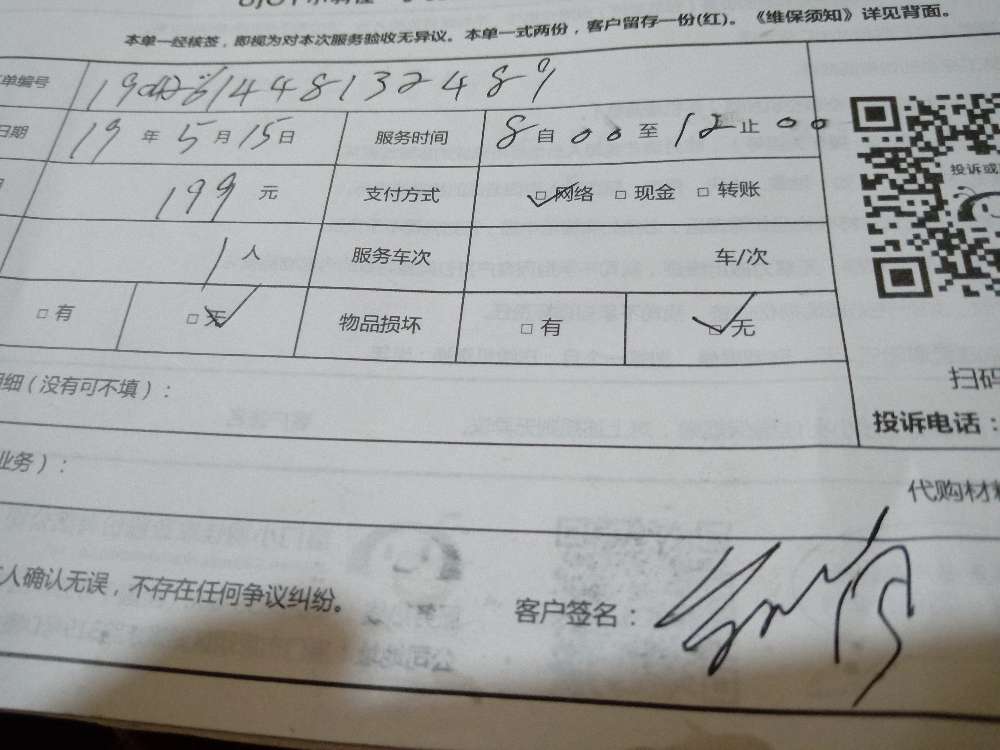 本单一经核签，即视为对本次服务验收无异议。本单一式两份，客户留存一份(红)。《维保须知》详见背面。
单编号
日期 19 年 5 月 15 日 服务时间 8 自 00 至 12 止 00
199 元 支付方式 □ 网络 □ 现金 □ 转账
1 人 服务车次 车/次
□ 有 □ 无 物品损坏 □ 有 □ 无
投诉或
明细（没有可不填）：
扫码
投诉电话：
业务）：
代购材料
人确认无误，不存在任何争议纠纷。
客户签名：